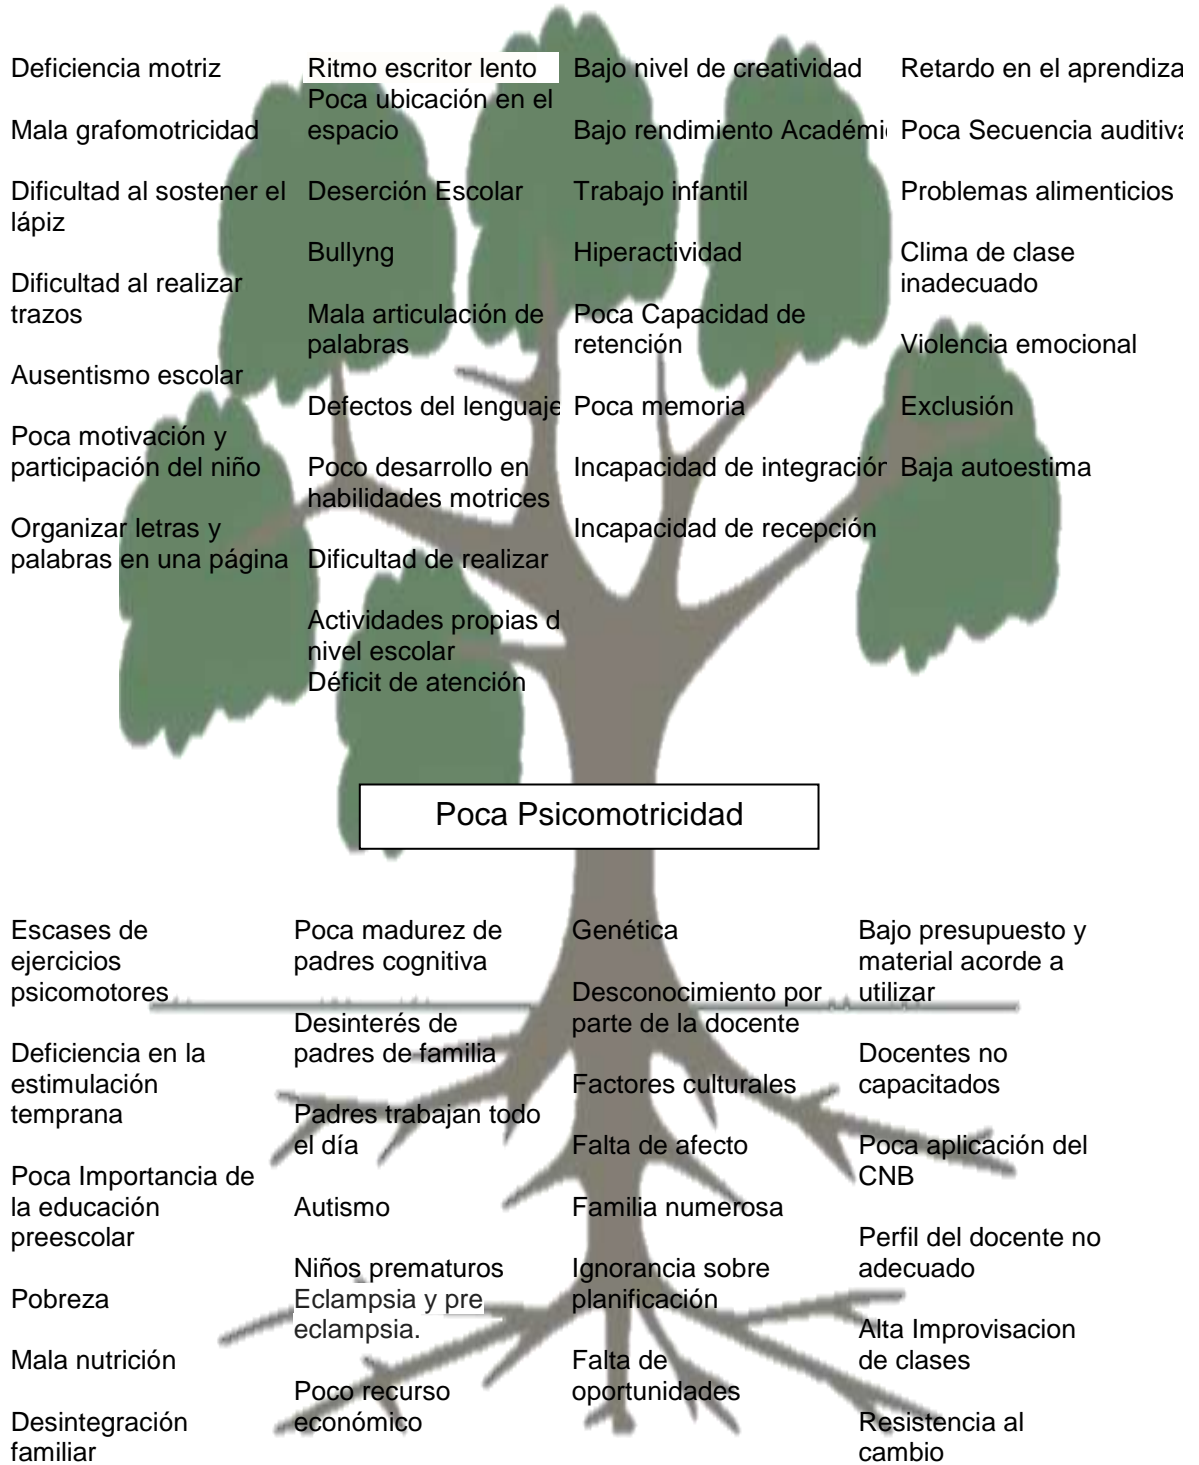 Deficiencia motriz
Mala grafomotricidad
Dificultad al sostener el
lápiz
Dificultad al realizar
trazos
Ausentismo escolar
Poca motivación y
participación del niño
Organizar letras y
palabras en una página
Ritmo escritor lento
Poca ubicación en el
espacio
Deserción Escolar
Bullyng
Mala articulación de
palabras
Defectos del lenguaje
Poco desarrollo en
habilidades motrices
Dificultad de realizar
Actividades propias d
nivel escolar
Déficit de atención
Bajo nivel de creatividad
Bajo rendimiento Académi
Trabajo infantil
Hiperactividad
Poca Capacidad de
retención
Poca memoria
Incapacidad de integración
Incapacidad de recepción
Retardo en el aprendiza
Poca Secuencia auditiva
Problemas alimenticios
Clima de clase
inadecuado
Violencia emocional
Exclusión
Baja autoestima
Poca Psicomotricidad
Escases de
ejercicios
psicomotores
Deficiencia en la
estimulación
temprana
Poca Importancia de
la educación
preescolar
Pobreza
Mala nutrición
Desintegración
familiar
Poca madurez de
padres cognitiva
Desinterés de
padres de familia
Padres trabajan todo
el día
Autismo
Niños prematuros
Eclampsia y pre
eclampsia.
Poco recurso
económico
Genética
Desconocimiento por
parte de la docente
Factores culturales
Falta de afecto
Familia numerosa
Ignorancia sobre
planificación
Falta de
oportunidades
Bajo presupuesto y
material acorde a
utilizar
Docentes no
capacitados
Poca aplicación del
CNB
Perfil del docente no
adecuado
Alta Improvisacion
de clases
Resistencia al
cambio